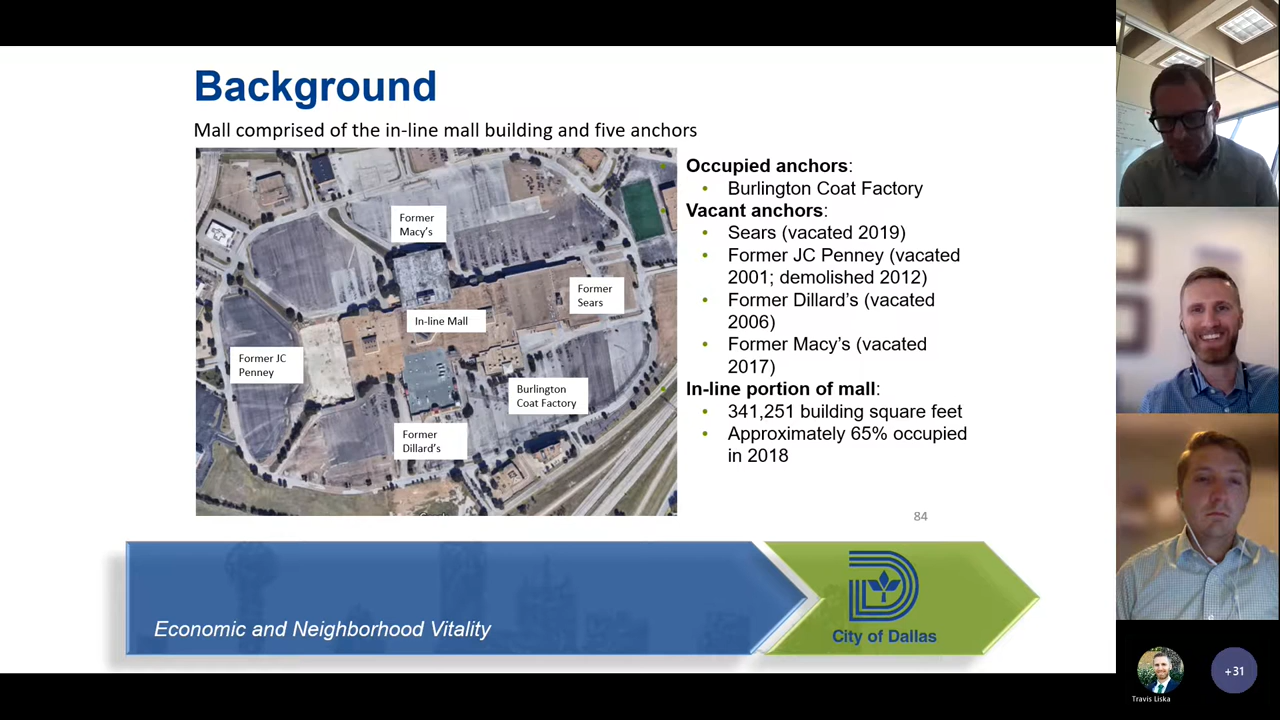 Background
Mall comprised of the in-line mall building and five anchors
Former
Macy's
Former
Sears
In-line Mall
Former JC
Penney
Burlington
Coat Factory
Former
Dillard's
Occupied anchors:
• Burlington Coat Factory
Vacant anchors:
• Sears (vacated 2019)
• Former JC Penney (vacated
2001; demolished 2012)
• Former Dillard's (vacated
2006)
• Former Macy's (vacated
2017)
In-line portion of mall:
• 341,251 building square feet
• Approximately 65% occupied
in 2018
84
Economic and Neighborhood Vitality
City of Dallas
Travis Liska
+31